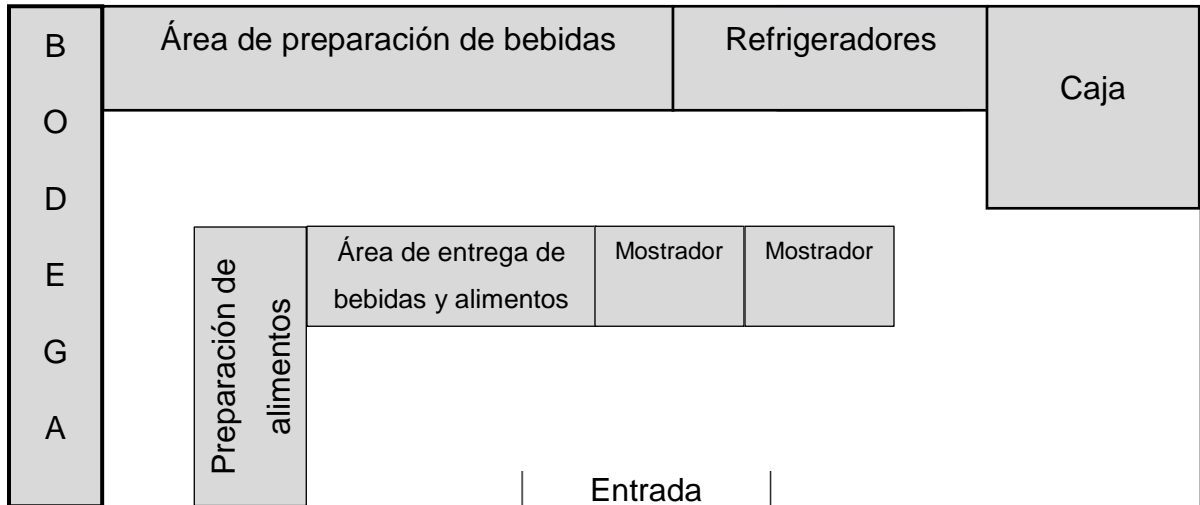 BODEGA
Área de preparación de bebidas
Refrigeradores
Caja
Preparación de
alimentos
Área de entrega de
bebidas y alimentos
Mostrador
Mostrador
Entrada